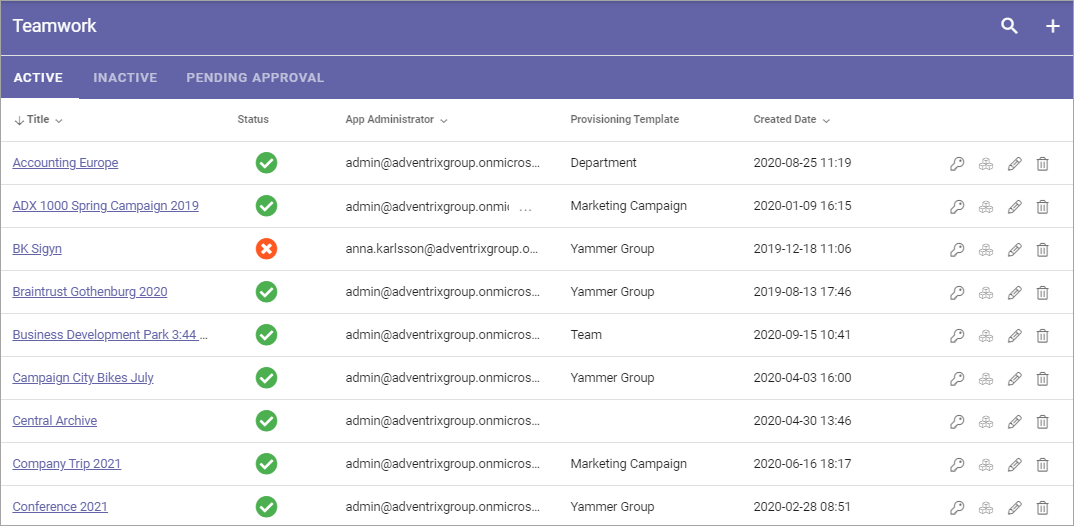 Teamwork
ACTIVE INACTIVE PENDING APPROVAL
Title Status App Administrator Provisioning Template Created Date
Accounting Europe admin@adventrixgroup.onmicros... Department 2020-08-25 11:19
ADX 1000 Spring Campaign 2019 admin@adventrixgroup.onmi ... Marketing Campaign 2020-01-09 16:15
BK Sigyn anna.karlsson@adventrixgroup.o... Yammer Group 2019-12-18 11:06
Braintrust Gothenburg 2020 admin@adventrixgroup.onmicros... Yammer Group 2019-08-13 17:46
Business Development Park 3:44 ... admin@adventrixgroup.onmicros... Team 2020-09-15 10:41
Campaign City Bikes July admin@adventrixgroup.onmicros... Yammer Group 2020-04-03 16:00
Central Archive admin@adventrixgroup.onmicros... 2020-04-30 13:46
Company Trip 2021 admin@adventrixgroup.onmicros... Marketing Campaign 2020-06-16 18:17
Conference 2021 admin@adventrixgroup.onmicros... Yammer Group 2020-02-28 08:51